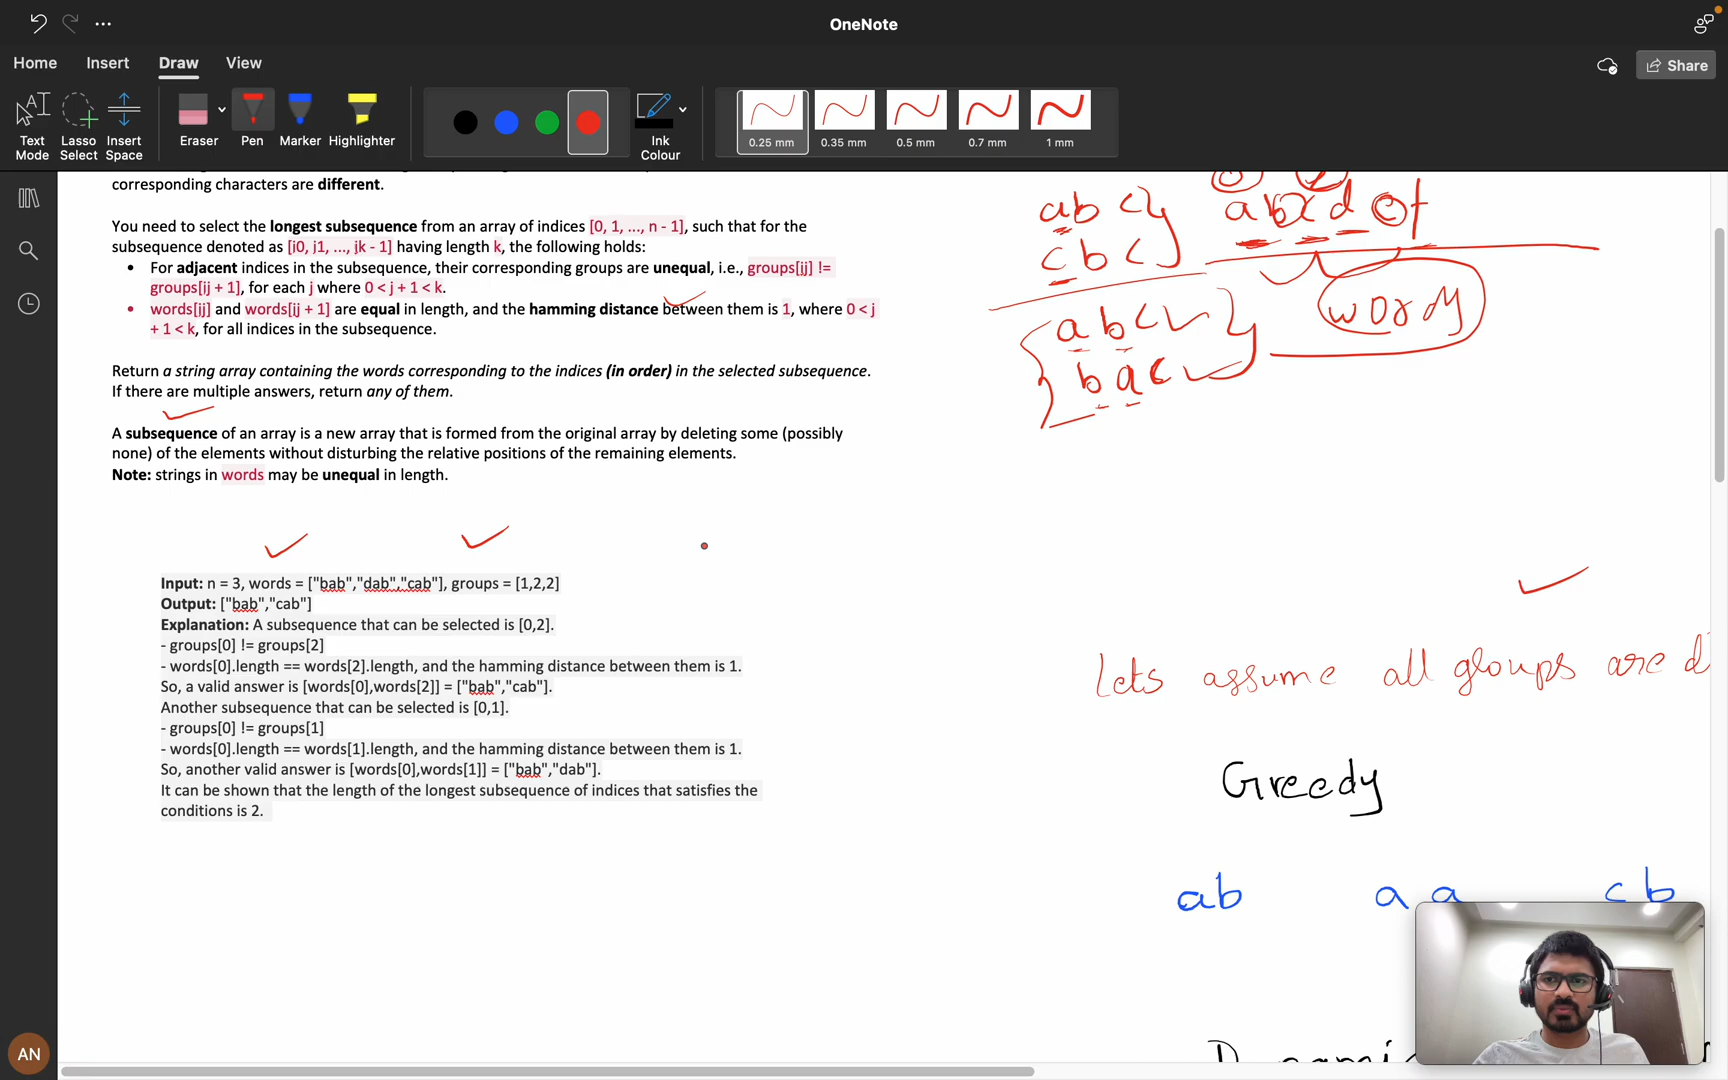 OneNote
Home Insert Draw View
Share
Text Mode
Lasso Select
Insert Space
Eraser
Pen
Marker
Highlighter
Ink Colour
0.25 mm
0.35 mm
0.5 mm
0.7 mm
1 mm
corresponding characters are different.
You need to select the longest subsequence from an array of indices [0, 1, ..., n - 1], such that for the
subsequence denoted as [i0, j1, ..., jk - 1] having length k, the following holds:
• For adjacent indices in the subsequence, their corresponding groups are unequal, i.e., groups[ij] !=
groups[ij + 1], for each j where 0 < j + 1 < k.
• words[ij] and words[ij + 1] are equal in length, and the hamming distance between them is 1, where 0 < j
+ 1 < k, for all indices in the subsequence.
Return a string array containing the words corresponding to the indices (in order) in the selected subsequence.
If there are multiple answers, return any of them.
A subsequence of an array is a new array that is formed from the original array by deleting some (possibly
none) of the elements without disturbing the relative positions of the remaining elements.
Note: strings in words may be unequal in length.
Input: n = 3, words = ["bab","dab","cab"], groups = [1,2,2]
Output: ["bab","cab"]
Explanation: A subsequence that can be selected is [0,2].
- groups[0] != groups[2]
- words[0].length == words[2].length, and the hamming distance between them is 1.
So, a valid answer is [words[0],words[2]] = ["bab","cab"].
Another subsequence that can be selected is [0,1].
- groups[0] != groups[1]
- words[0].length == words[1].length, and the hamming distance between them is 1.
So, another valid answer is [words[0],words[1]] = ["bab","dab"].
It can be shown that the length of the longest subsequence of indices that satisfies the
conditions is 2.
abc
cbc
abc
bac
word
Lets assume all groups are di
Greedy
ab aa cb
AN